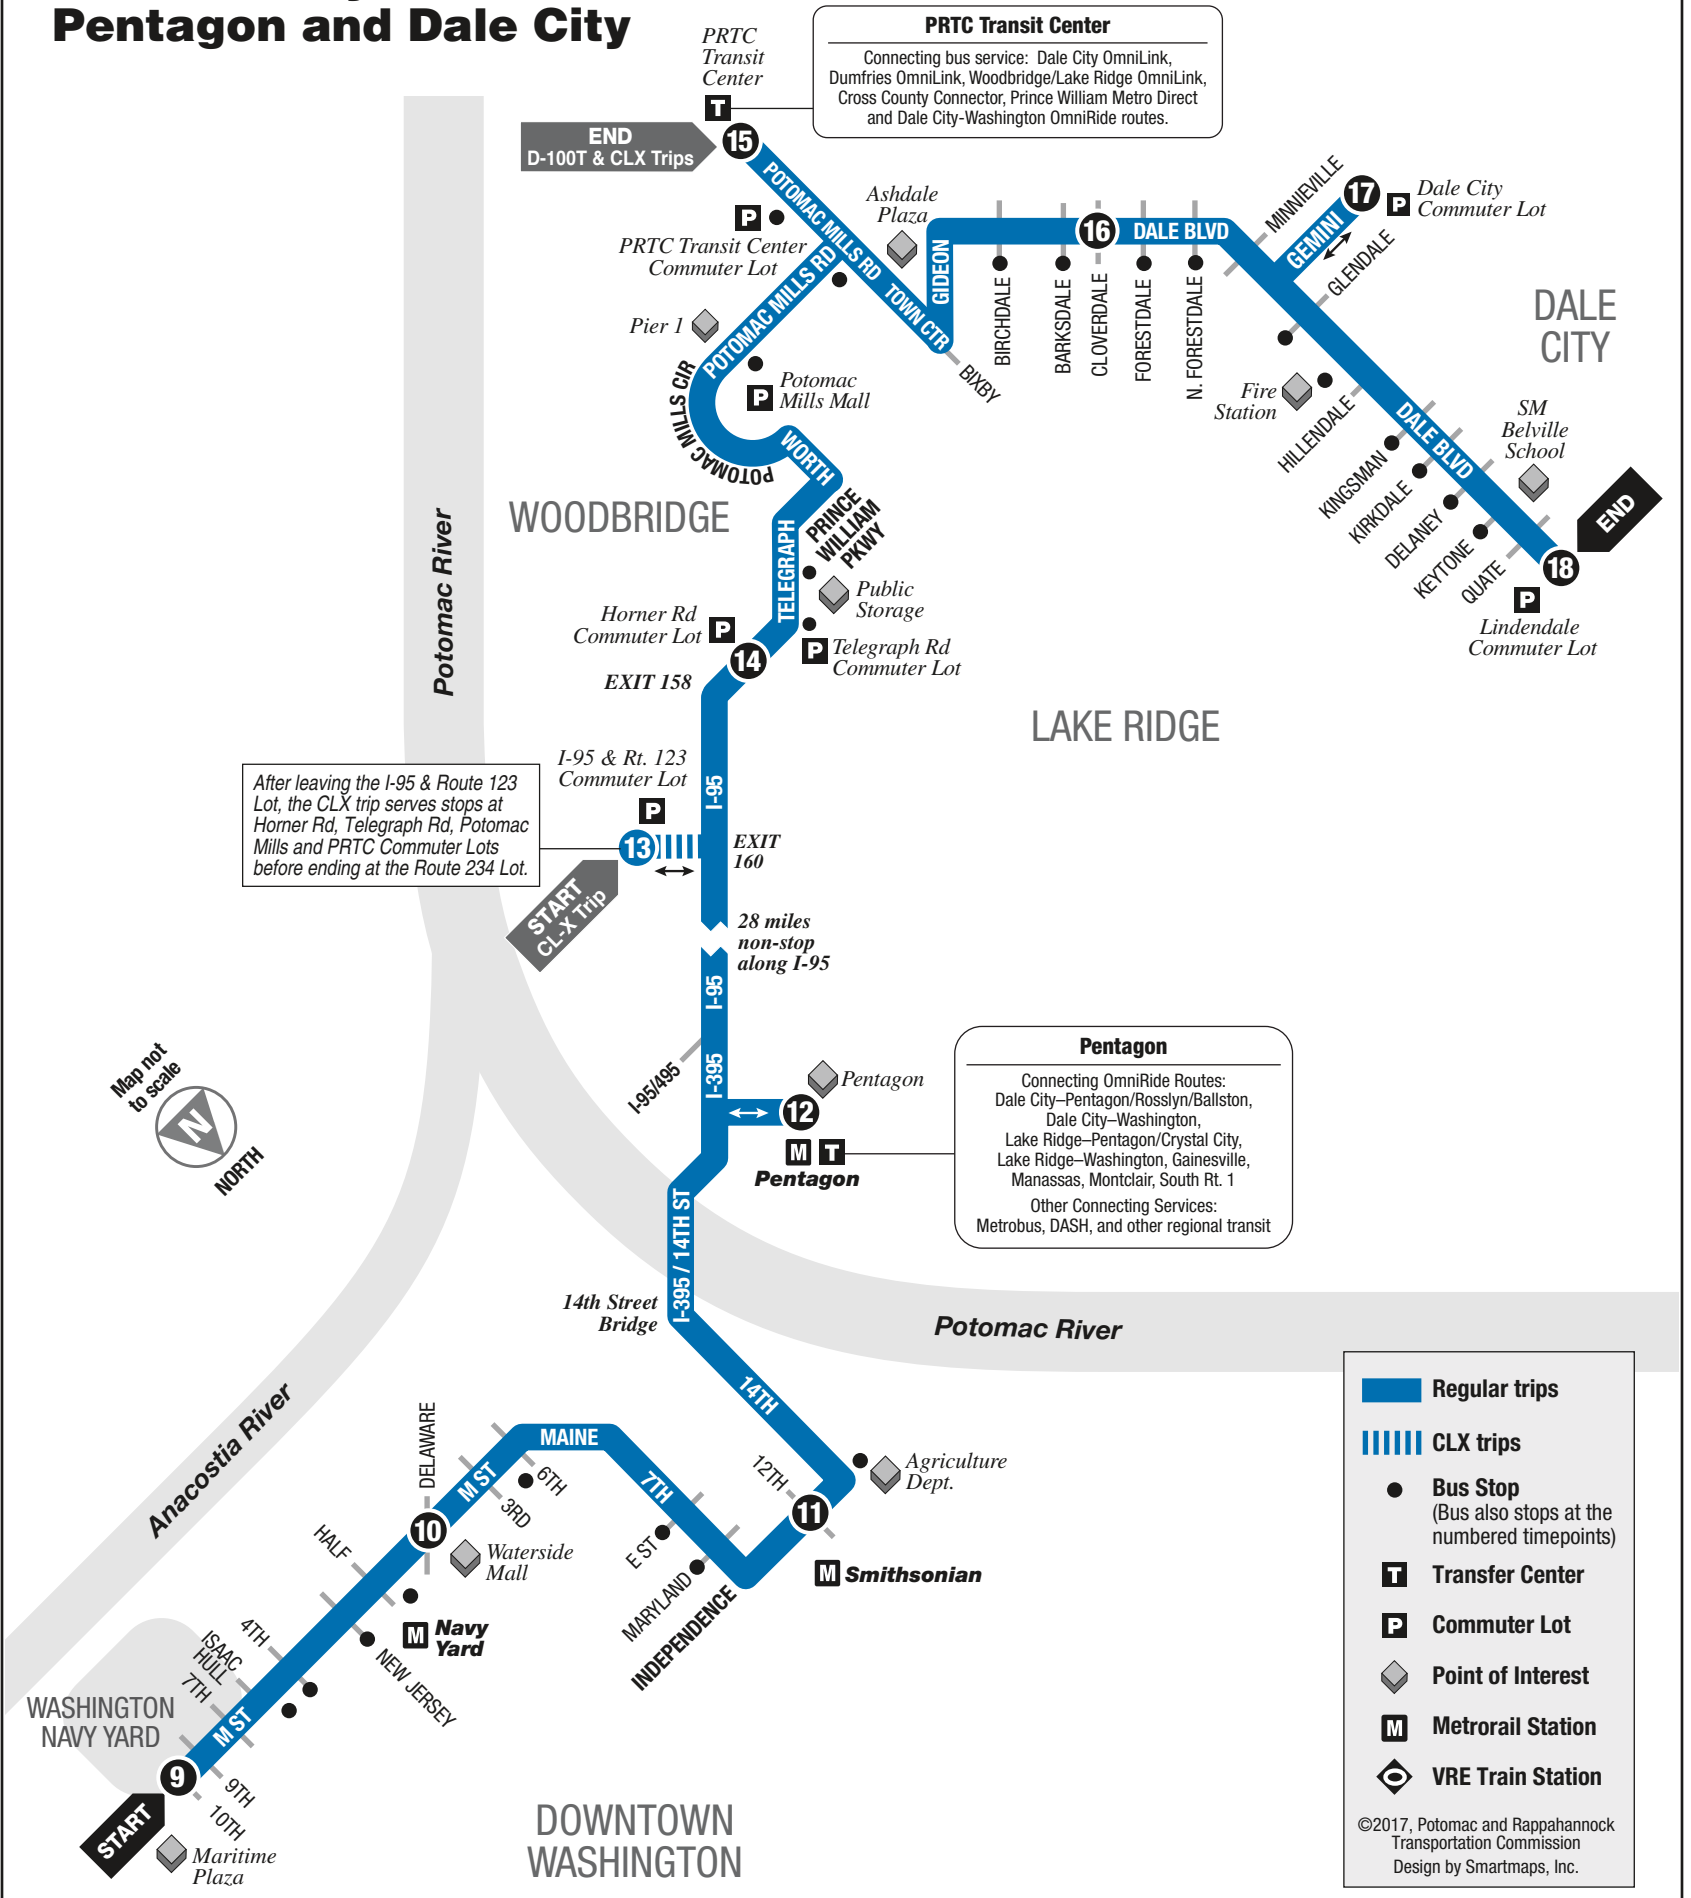 Pentagon and Dale City
PRTC
Transit
Center
T
PRTC Transit Center
Connecting bus service: Dale City OmniLink,
Dumfries OmniLink, Woodbridge/Lake Ridge OmniLink,
Cross County Connector, Prince William Metro Direct
and Dale City-Washington OmniRide routes.
END
D-100T & CLX Trips
15
POTOMAC MILLS RD
P
PRTC Transit Center
Commuter Lot
Ashdale
Plaza
TOWN CTR
GIDEON
BIXBY
16
DALE BLVD
BIRCHDALE
BARKSDALE
CLOVERDALE
FORESTDALE
N. FORESTDALE
MINNIEVILLE
17
P
Dale City
Commuter Lot
GEMINI
GLENDALE
DALE
CITY
Fire
Station
HILLENDALE
DALE BLVD
KINGSMAN
KIRKDALE
DELANEY
KEYTONE
QUATE
SM
Belville
School
END
18
P
Lindendale
Commuter Lot
POTOMAC MILLS RD
Pier 1
POTOMAC MILLS CIR
P
Potomac
Mills Mall
WORTH
PRINCE
WILLIAM
PKWY
WOODBRIDGE
TELEGRAPH
Public
Storage
Horner Rd
Commuter Lot
P
14
P
Telegraph Rd
Commuter Lot
EXIT 158
LAKE RIDGE
Potomac River
I-95 & Rt. 123
Commuter Lot
P
I-95
After leaving the I-95 & Route 123
Lot, the CLX trip serves stops at
Horner Rd, Telegraph Rd, Potomac
Mills and PRTC Commuter Lots
before ending at the Route 234 Lot.
13
EXIT
160
START
CL-X Trip
28 miles
non-stop
along I-95
I-95
I-95/495
I-395
Map not
to scale
N
NORTH
Pentagon
12
M
T
Pentagon
Pentagon
Connecting OmniRide Routes:
Dale City–Pentagon/Rosslyn/Ballston,
Dale City–Washington,
Lake Ridge–Pentagon/Crystal City,
Lake Ridge–Washington, Gainesville,
Manassas, Montclair, South Rt. 1
Other Connecting Services:
Metrobus, DASH, and other regional transit
I-395 / 14TH ST
14th Street
Bridge
Potomac River
Anacostia River
14TH
12TH
11
Agriculture
Dept.
M
Smithsonian
INDEPENDENCE
MAINE
7TH
E ST
MARYLAND
DELAWARE
M ST
6TH
3RD
10
Waterside
Mall
HALF
M
Navy
Yard
NEW JERSEY
4TH
ISAAC
HULL
7TH
M ST
WASHINGTON
NAVY YARD
9
9TH
10TH
START
Maritime
Plaza
DOWNTOWN
WASHINGTON
Regular trips
CLX trips
Bus Stop
(Bus also stops at the
numbered timepoints)
T
Transfer Center
P
Commuter Lot
Point of Interest
M
Metrorail Station
VRE Train Station
©2017, Potomac and Rappahannock
Transportation Commission
Design by Smartmaps, Inc.